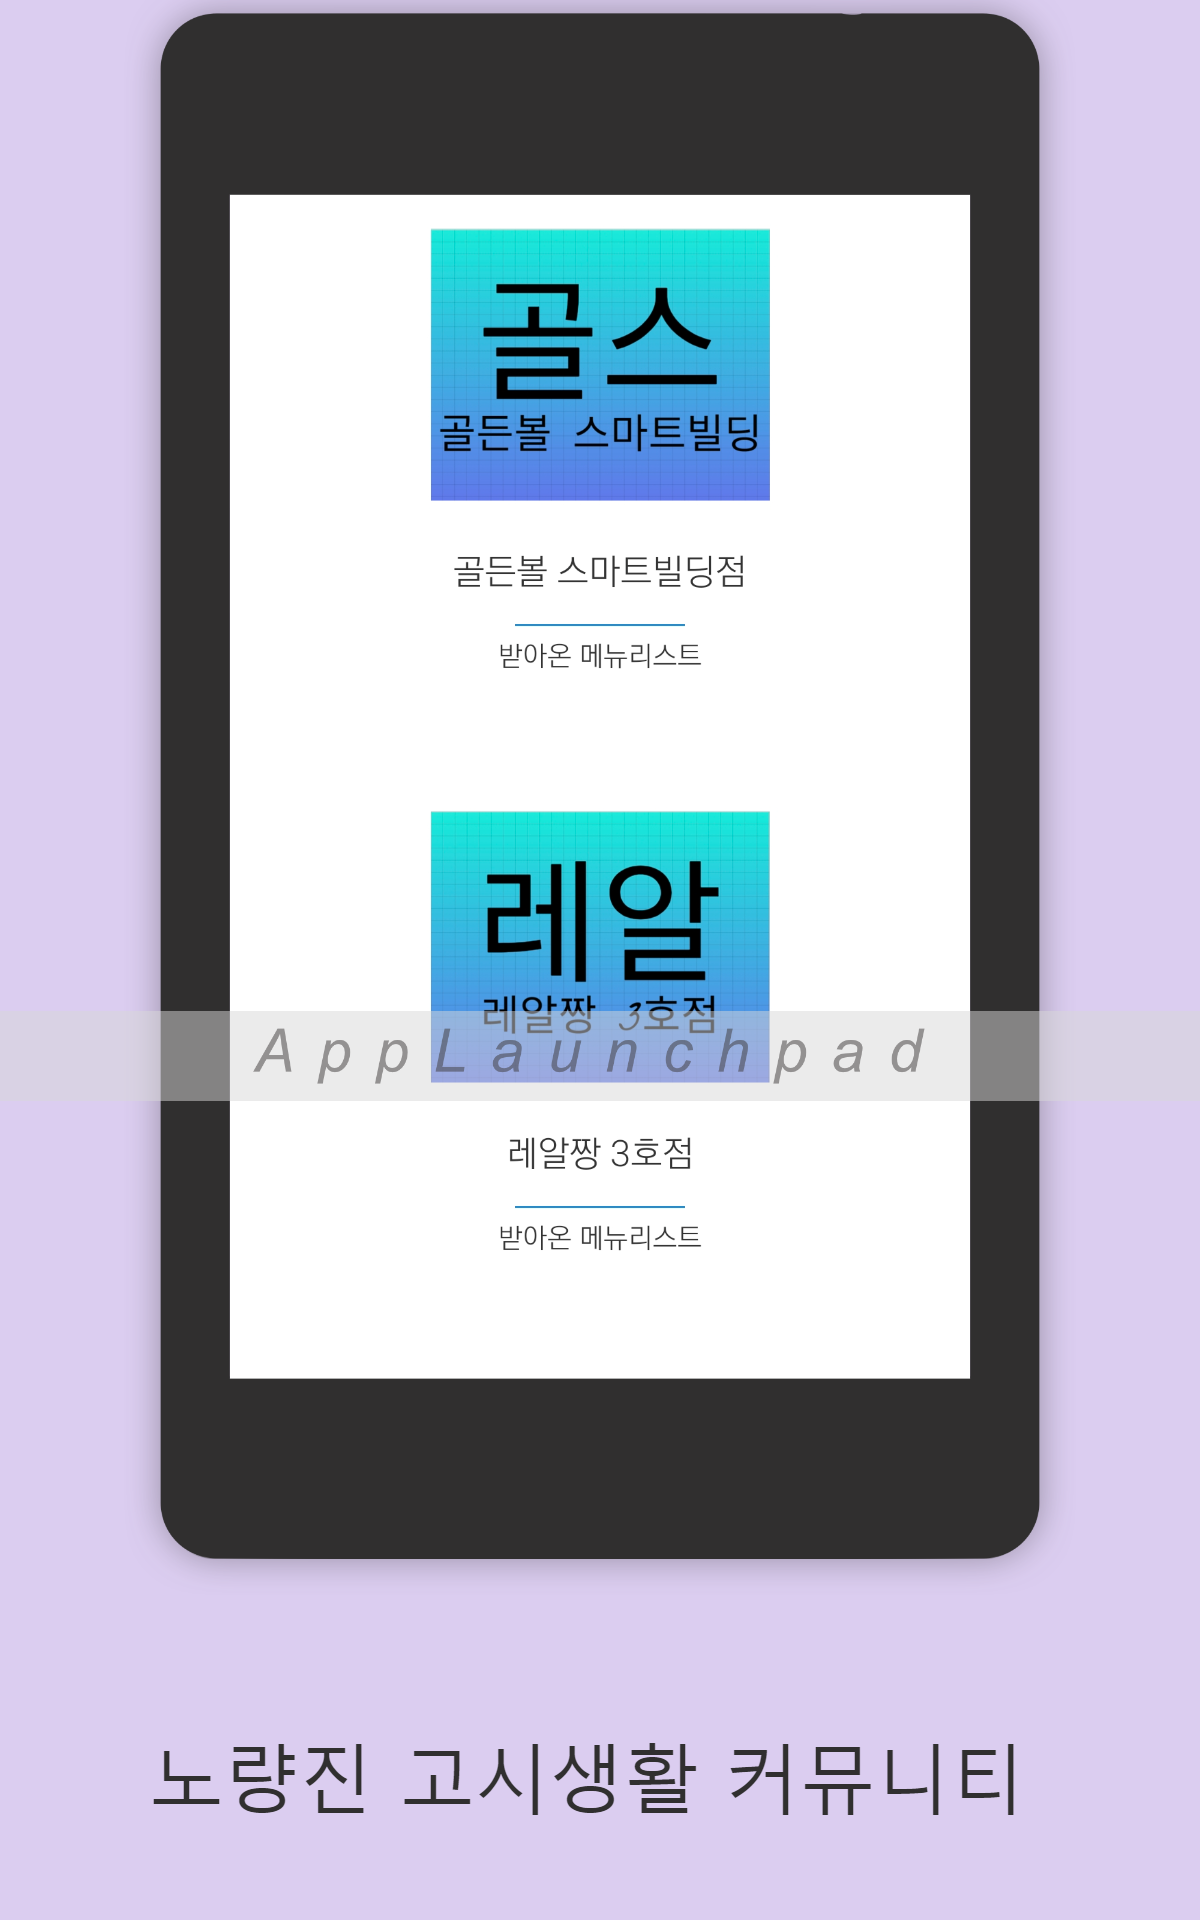 골스
골든볼 스마트빌딩
골든볼 스마트빌딩점
받아온 메뉴리스트
레알
레알짱 3호점
AppLaunchpad
레알짱 3호점
받아온 메뉴리스트
노량진 고시생활 커뮤니티